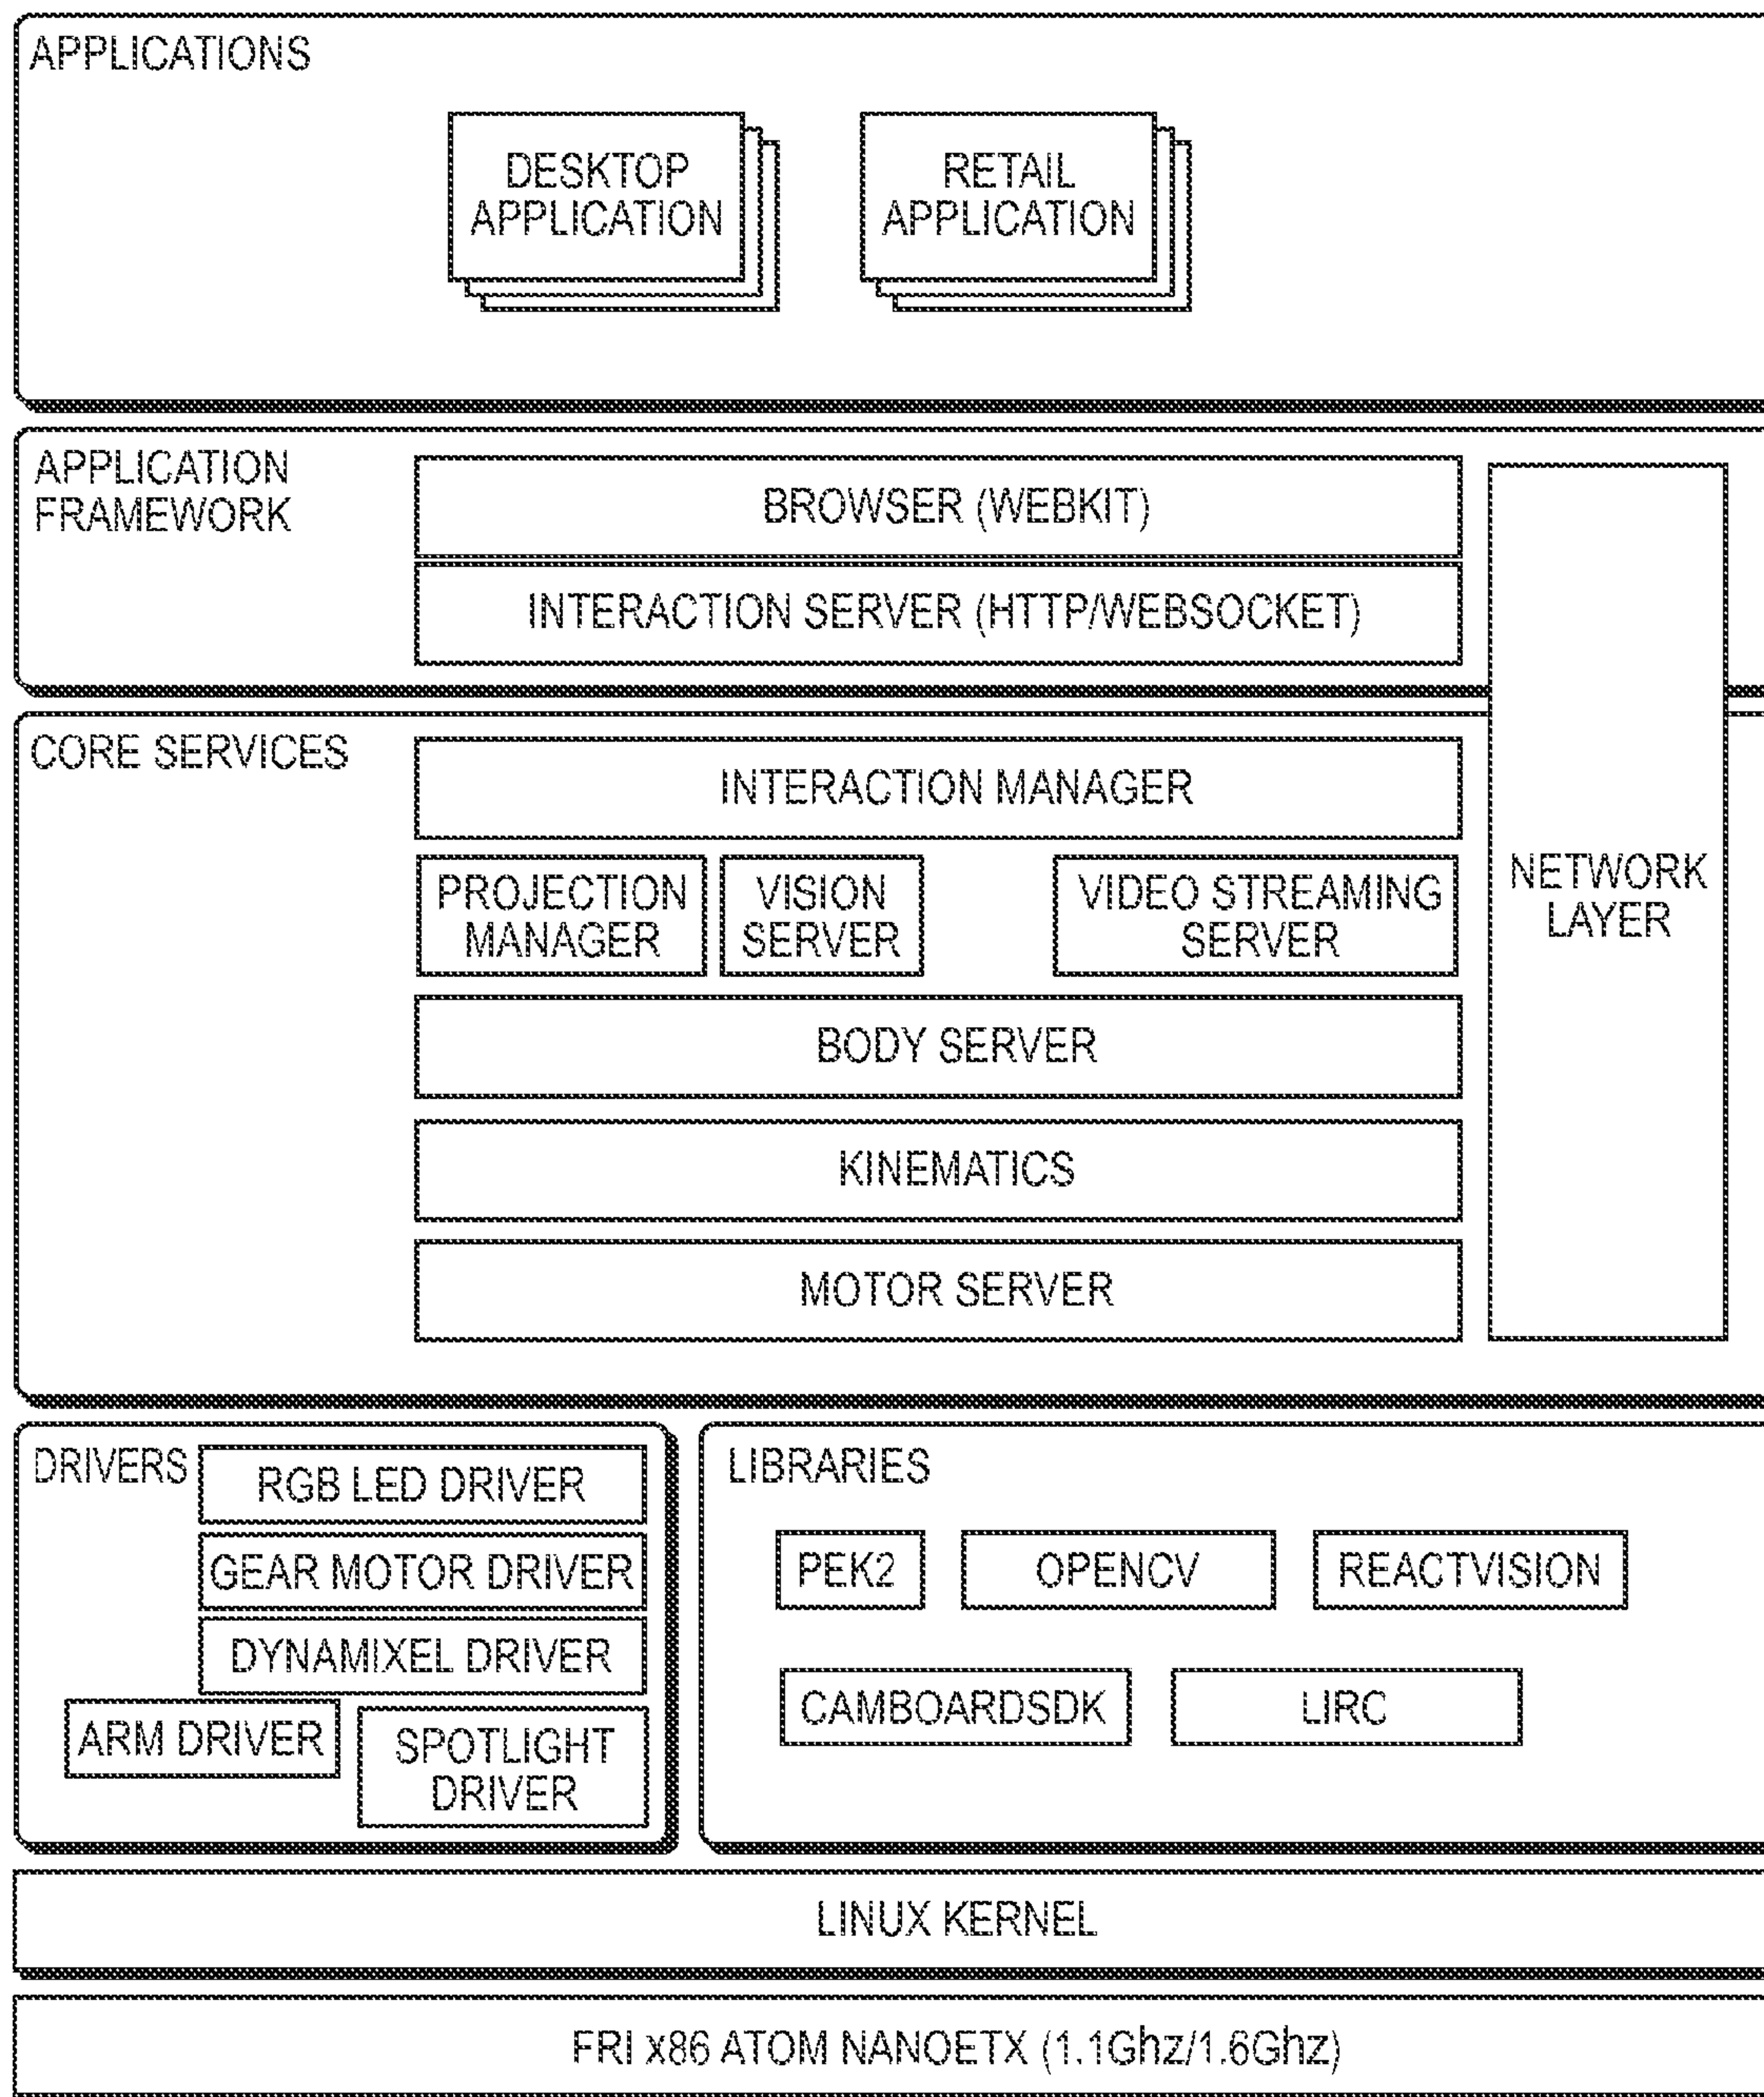 APPLICATIONS
DESKTOP
APPLICATION
RETAIL
APPLICATION
APPLICATION
FRAMEWORK
BROWSER (WEBKIT)
INTERACTION SERVER (HTTP/WEBSOCKET)
NETWORK
LAYER
CORE SERVICES
INTERACTION MANAGER
PROJECTION
MANAGER
VISION
SERVER
VIDEO STREAMING
SERVER
BODY SERVER
KINEMATICS
MOTOR SERVER
DRIVERS
RGB LED DRIVER
GEAR MOTOR DRIVER
DYNAMIXEL DRIVER
ARM DRIVER
SPOTLIGHT
DRIVER
LIBRARIES
PEK2
OPENCV
REACTVISION
CAMBOARDSDK
LIRC
LINUX KERNEL
FRI x86 ATOM NANOETX (1.1Ghz/1.6Ghz)